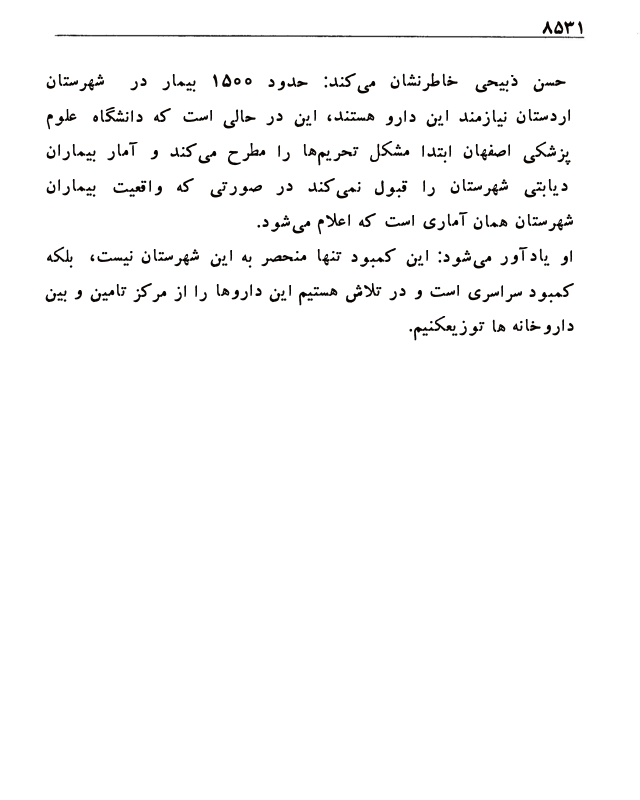 ۸۵۳۱
حسن ذبیحی خاطرنشان می‌کند: حدود ۱۵۰۰ بیمار در شهرستان
اردستان نیازمند این دارو هستند، این در حالی است که دانشگاه علوم
پزشکی اصفهان ابتدا مشکل تحریم‌ها را مطرح می‌کند و آمار بیماران
دیابتی شهرستان را قبول نمی‌کند در صورتی که واقعیت بیماران
شهرستان همان آماری است که اعلام می‌شود.
او یادآور می‌شود: این کمبود تنها منحصر به این شهرستان نیست، بلکه
کمبود سراسری است و در تلاش هستیم این داروها را از مرکز تامین و بین
داروخانه ها توزیعکنیم.